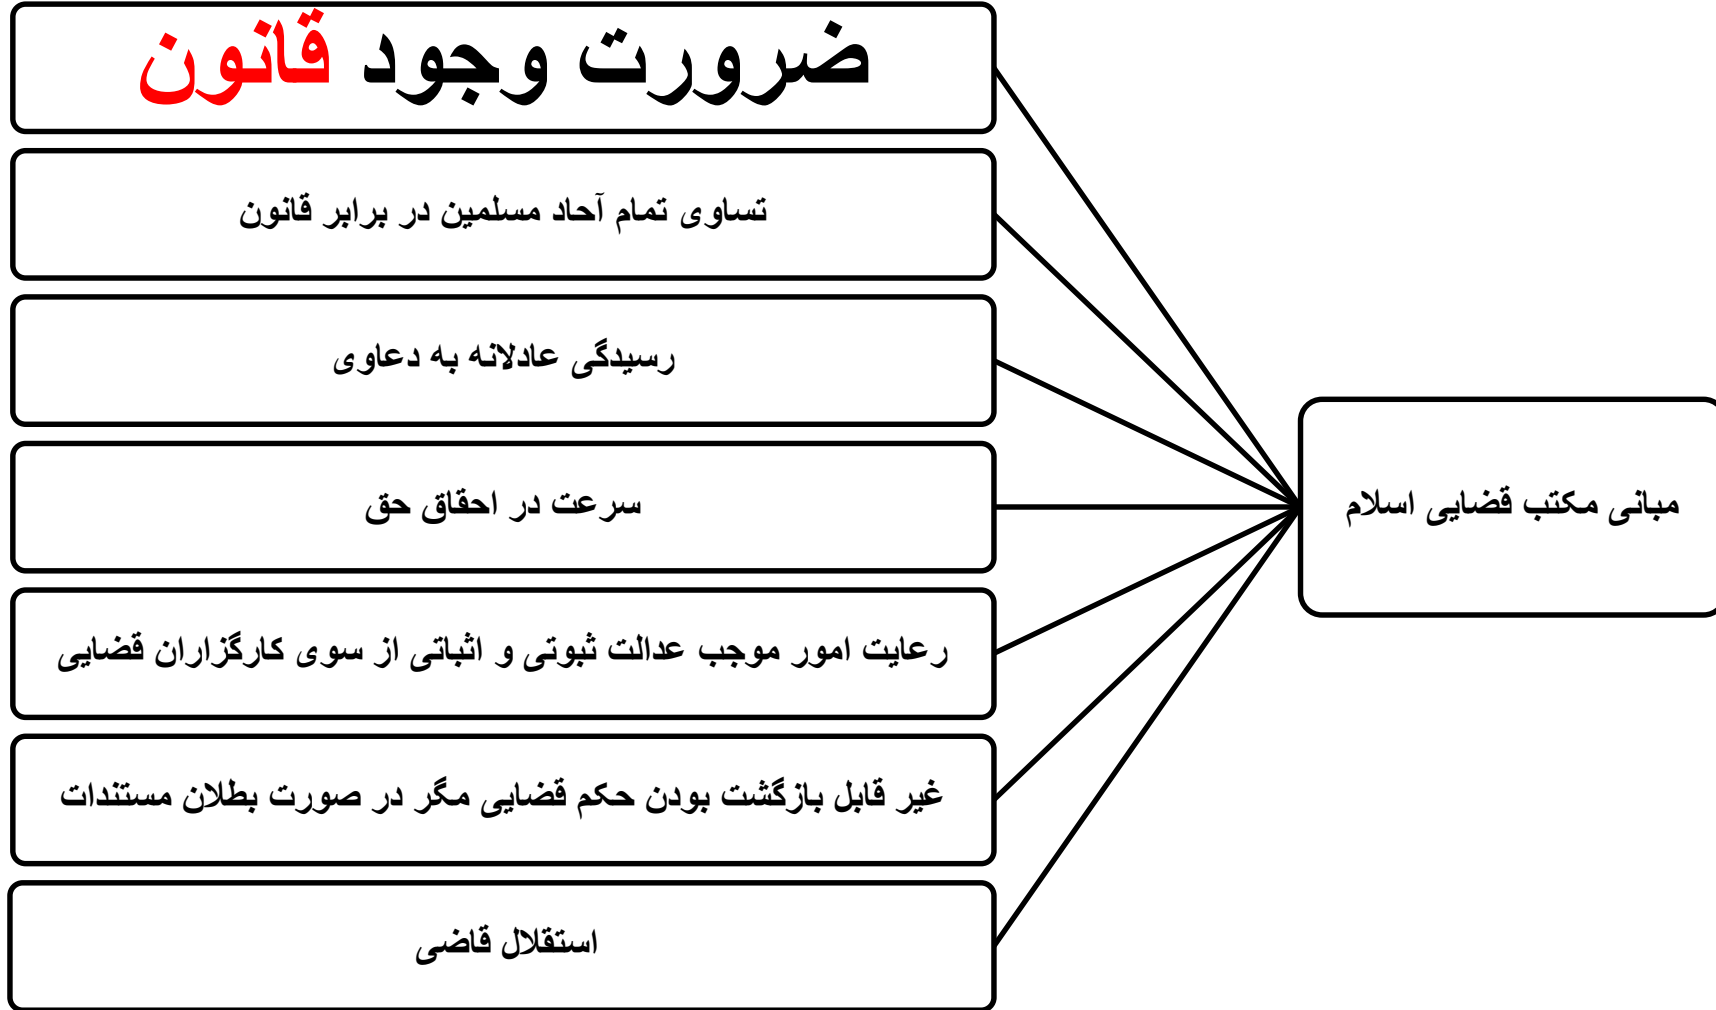 مبانی مکتب قضایی اسلام
ضرورت وجود قانون
تساوی تمام آحاد مسلمین در برابر قانون
رسیدگی عادلانه به دعاوی
سرعت در احقاق حق
رعایت امور موجب عدالت ثبوتی و اثباتی از سوی کارگزاران قضایی
غیر قابل بازگشت بودن حکم قضایی مگر در صورت بطلان مستندات
استقلال قاضی